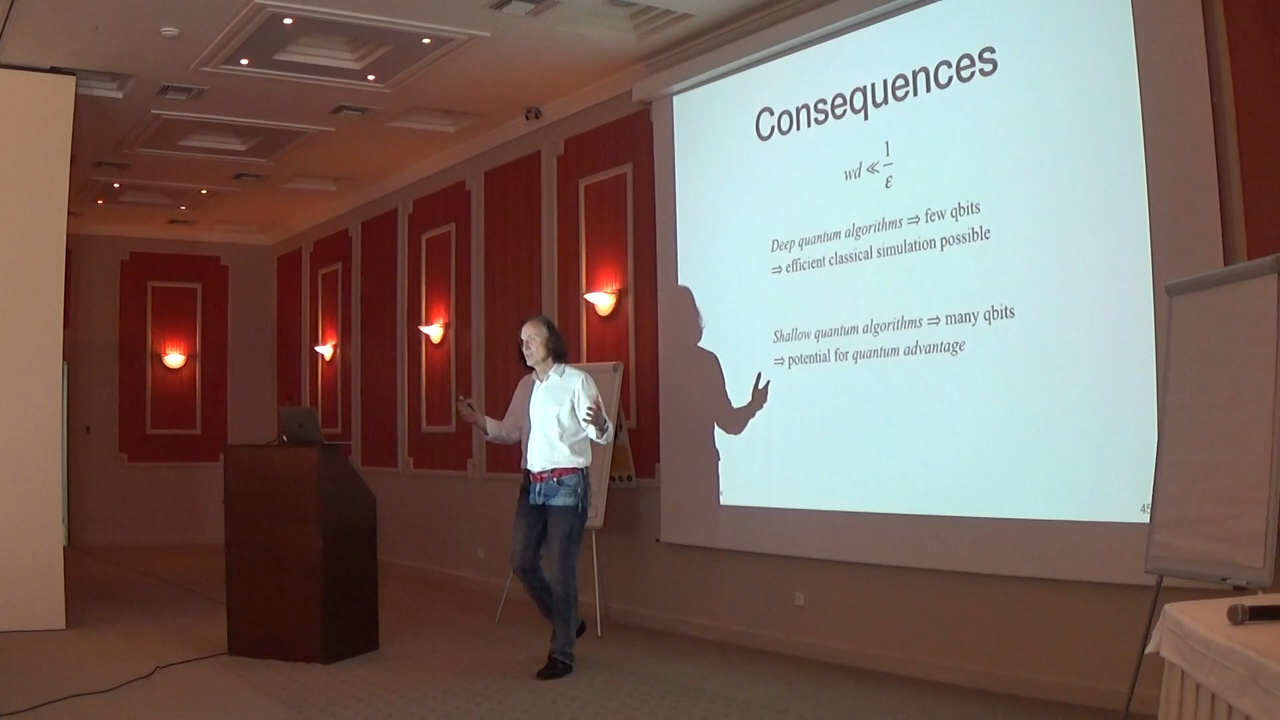 Consequences
wd ≪ 1/ε
Deep quantum algorithms ⇒ few qbits
⇒ efficient classical simulation possible
Shallow quantum algorithms ⇒ many qbits
⇒ potential for quantum advantage
45